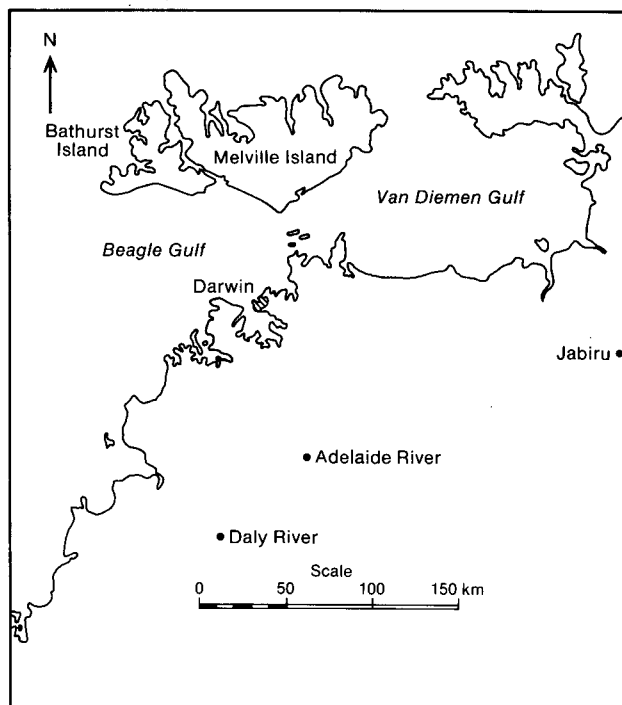 N
Bathurst
Island
Melville Island
Van Diemen Gulf
Beagle Gulf
Darwin
Jabiru
Adelaide River
Daly River
Scale
0 50 100 150 km